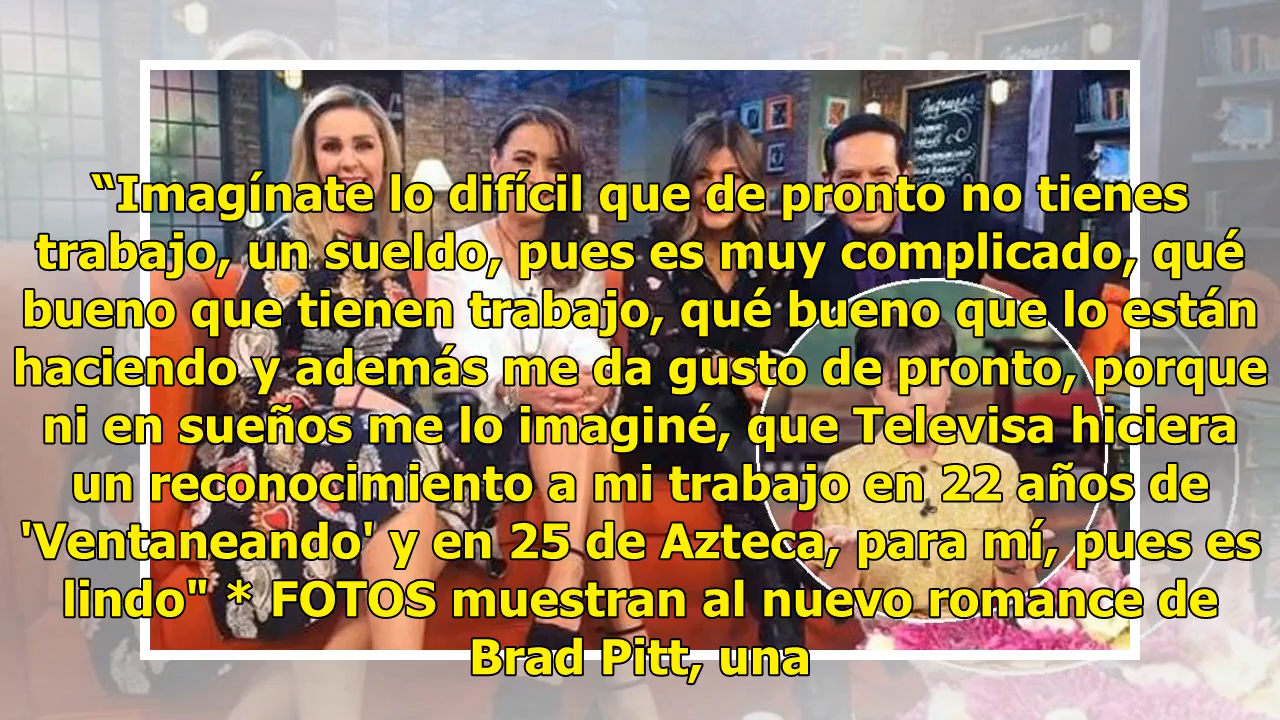 “Imagínate lo difícil que de pronto no tienes
trabajo, un sueldo, pues es muy complicado, qué
bueno que tienen trabajo, qué bueno que lo están
haciendo y además me da gusto de pronto, porque
ni en sueños me lo imaginé, que Televisa hiciera
un reconocimiento a mi trabajo en 22 años de
'Ventaneando' y en 25 de Azteca, para mí, pues es
lindo" * FOTOS muestran al nuevo romance de
Brad Pitt, una